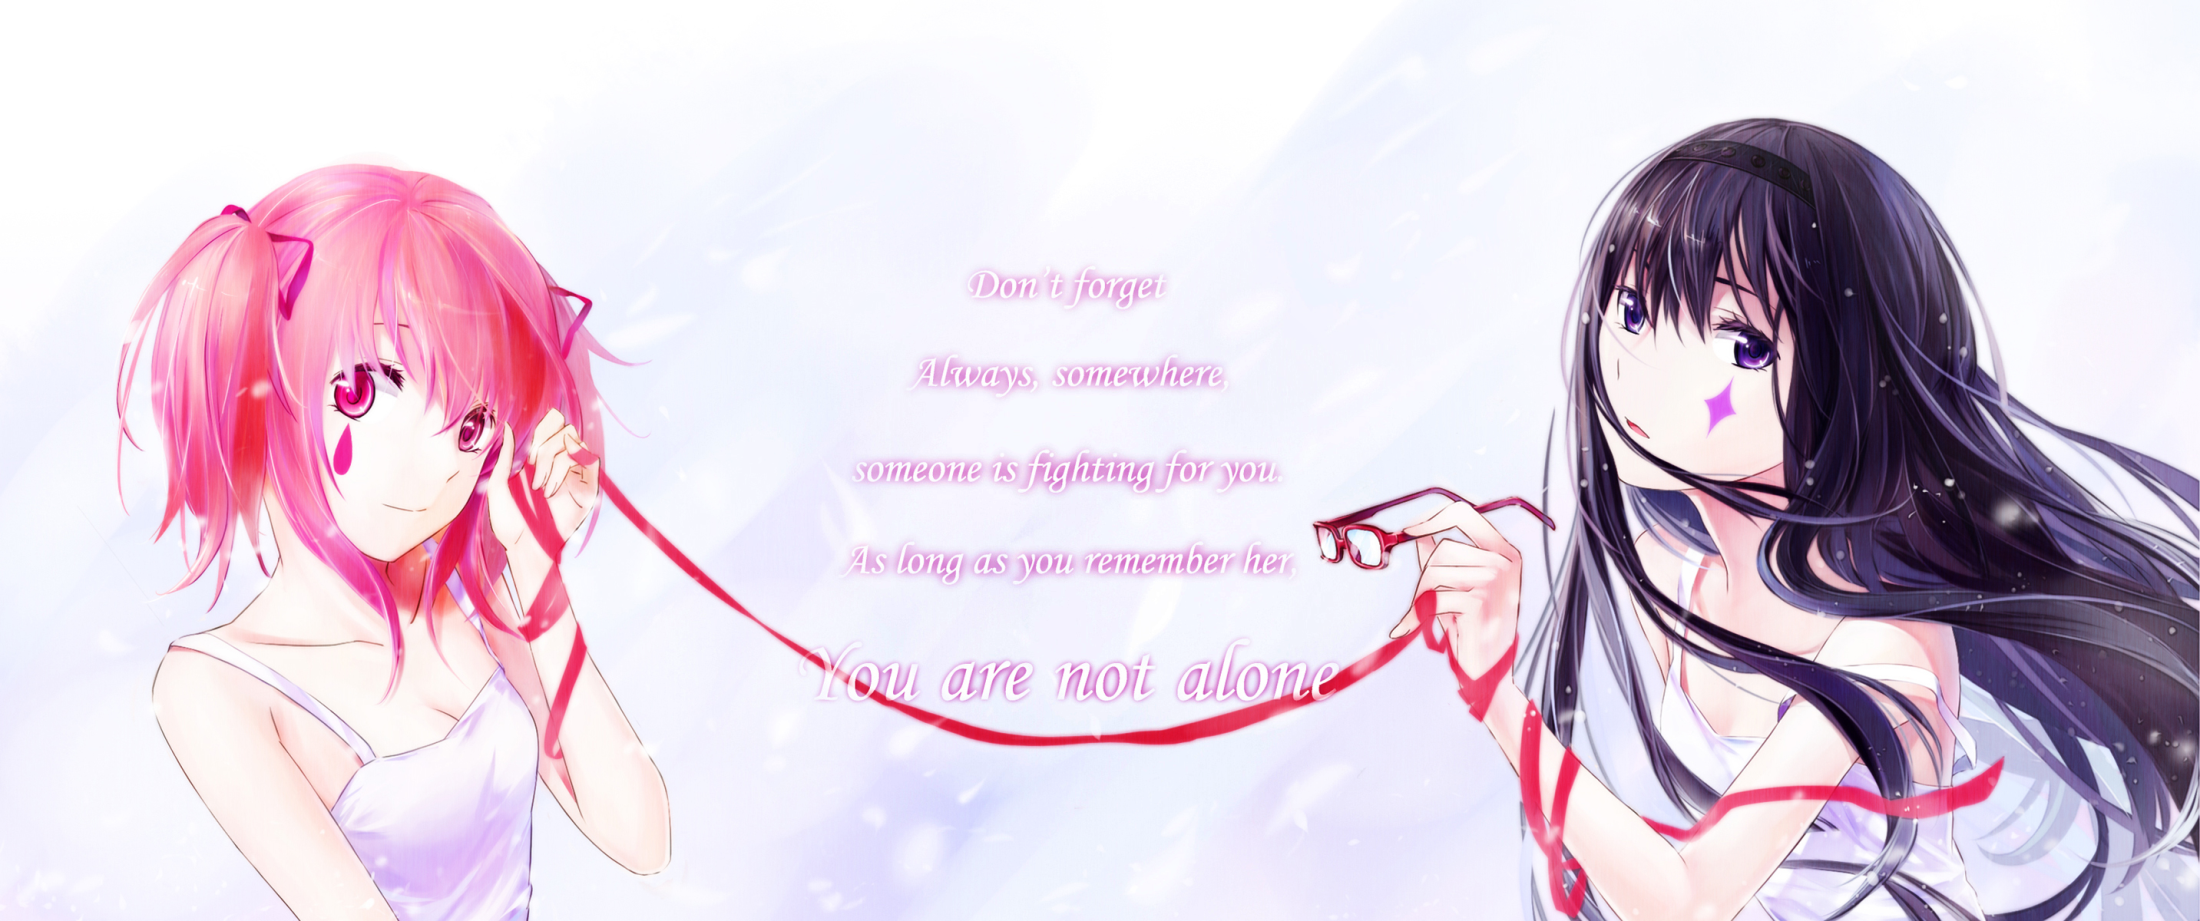 Don't forget
Always, somewhere,
someone is fighting for you.
As long as you remember her,
You are not alone